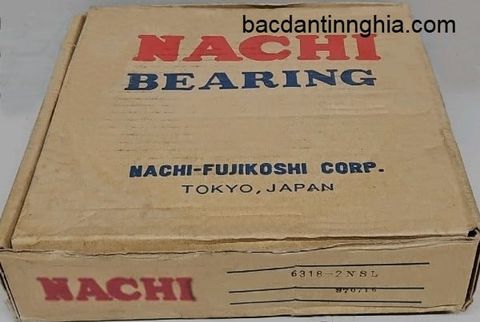 bacdantinnghia.com
NACHI
BEARING
NACHI-FUJIKOSHI CORP.
TOKYO, JAPAN
NACHI
6318-2NSL